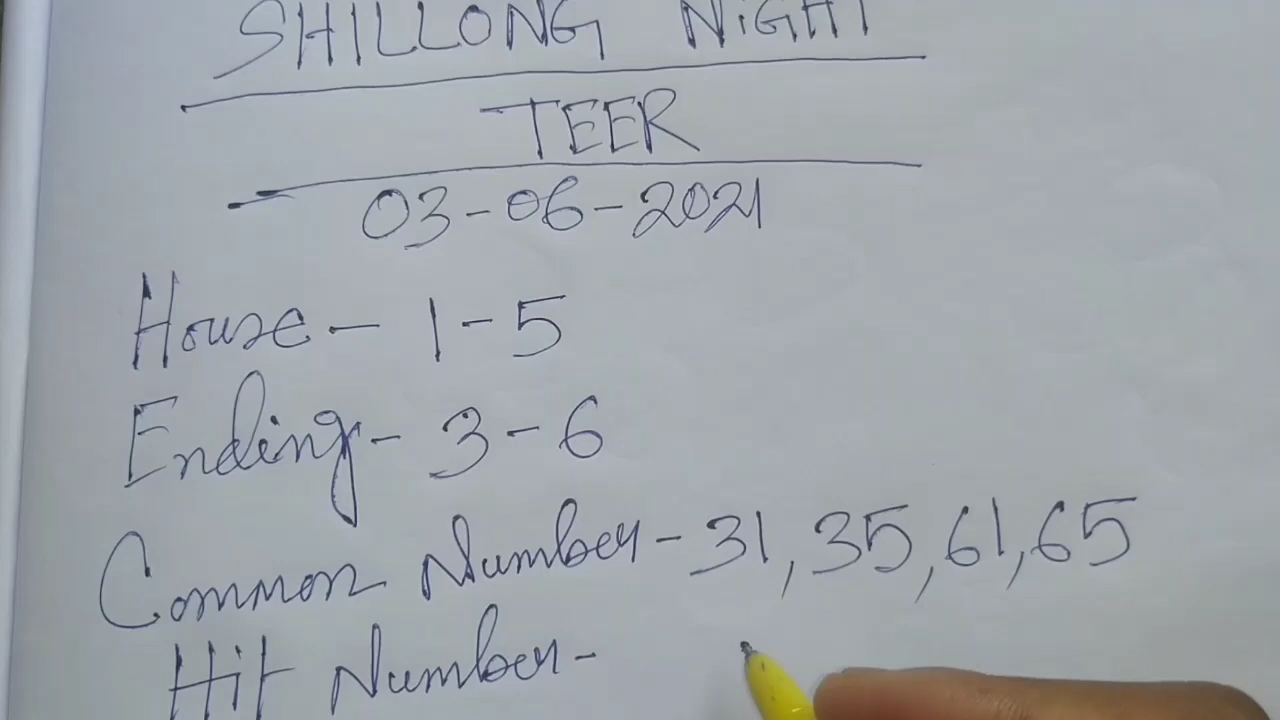 SHILLONG NiGHT
TEER
03-06-2021
House- 1-5
Ending- 3-6
Common Number- 31, 35, 61, 65
Hit Number-